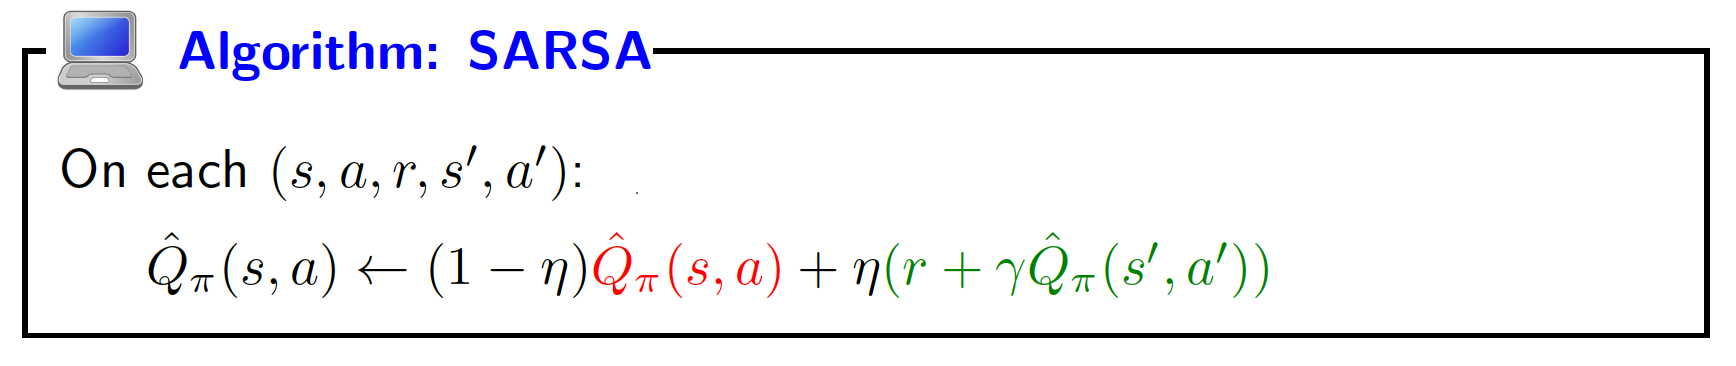 Algorithm: SARSA
On each (s, a, r, s′, a′):
Q̂π(s, a) ← (1 − η)Q̂π(s, a) + η(r + γQ̂π(s′, a′))